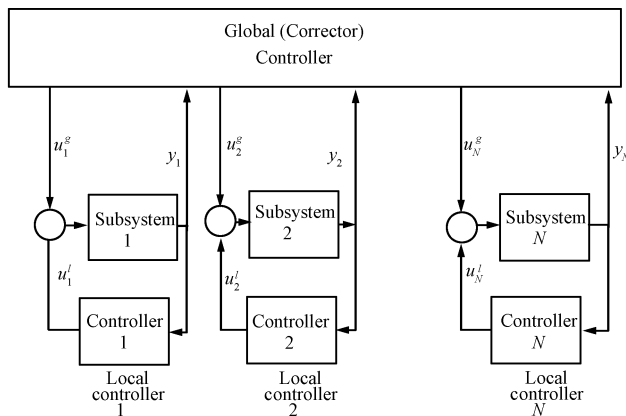 Global (Corrector)
Controller
u_1^g
y_1
u_2^g
y_2
u_N^g
y_N
Subsystem
1
Subsystem
2
Subsystem
N
u_1^l
u_2^l
u_N^l
Controller
1
Controller
2
Controller
N
Local
controller
1
Local
controller
2
Local
controller
N